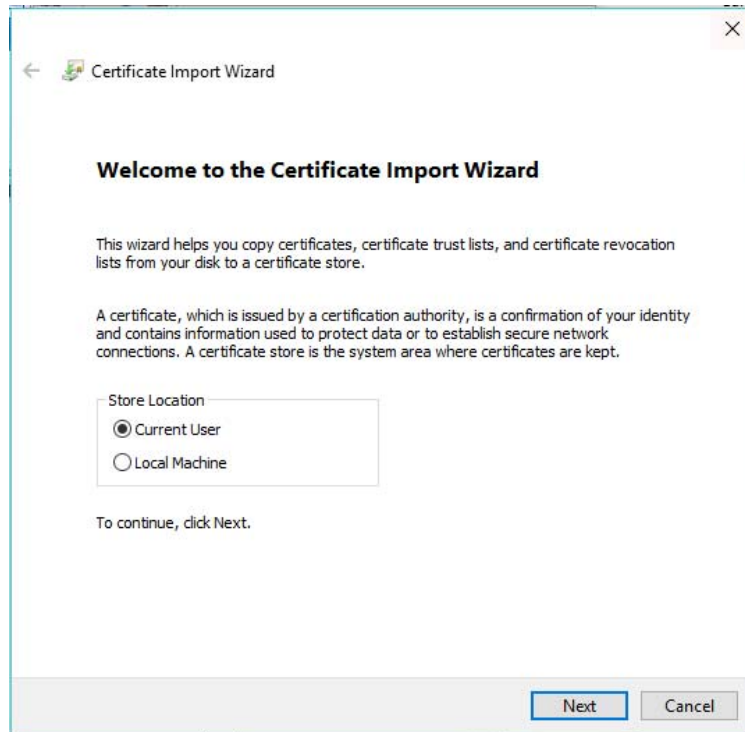 Certificate Import Wizard
Welcome to the Certificate Import Wizard
This wizard helps you copy certificates, certificate trust lists, and certificate revocation
lists from your disk to a certificate store.
A certificate, which is issued by a certification authority, is a confirmation of your identity
and contains information used to protect data or to establish secure network
connections. A certificate store is the system area where certificates are kept.
Store Location
Current User
Local Machine
To continue, click Next.
Next Cancel